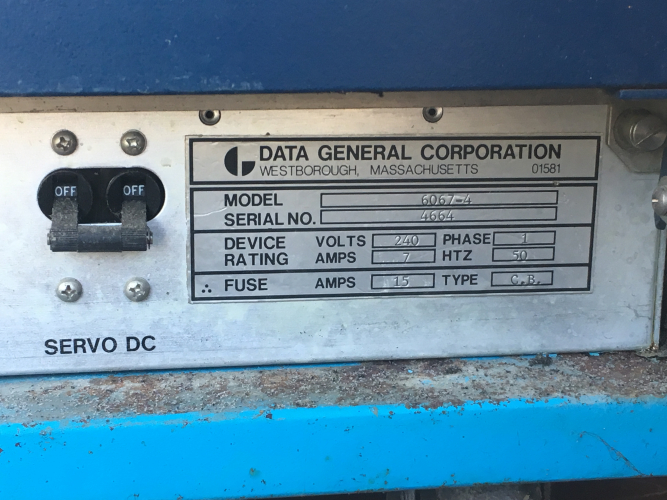 DATA GENERAL CORPORATION
WESTBOROUGH, MASSACHUSETTS 01581
MODEL 6067-4
SERIAL NO. 4664
DEVICE VOLTS 240 PHASE 1
RATING AMPS 7 HTZ 50
∴ FUSE AMPS 15 TYPE C.B.
OFF OFF
SERVO DC